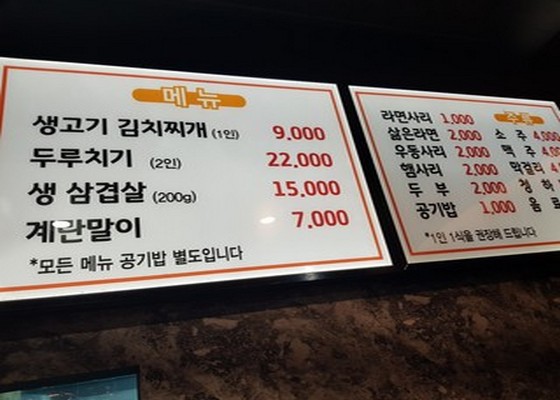 메뉴
생고기 김치찌개 (1인) 9,000
두루치기 (2인) 22,000
생 삼겹살 (200g) 15,000
계란말이 7,000
*모든 메뉴 공기밥 별도입니다
라면사리 1,000
삶은라면 2,000 소 주
우동사리 2,000 맥 주
햄사리 2,000 막걸리
두 부 2,000 청
공기밥 1,000 음
*1인 1식을 권장해 드립니다